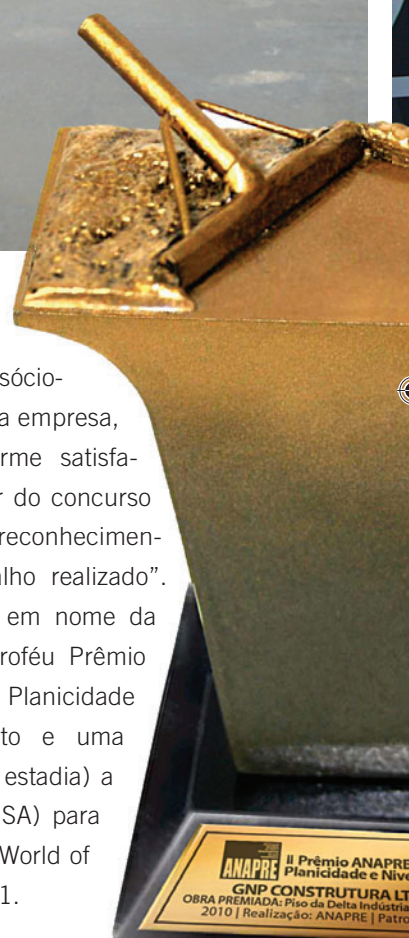 sócio-
a empresa,
rme satisfa-
r do concurso
reconhecimen-
lho realizado”.
em nome da
roféu Prêmio
Planicidade
to e uma
estadia) a
SA) para
World of
1.
ANAPRE
II Prêmio ANAPRE
Planicidade e Nive
GNP CONSTRUTURA LT
OBRA PREMIADA: Piso da Delta Indústria
2010 | Realização: ANAPRE | Patro